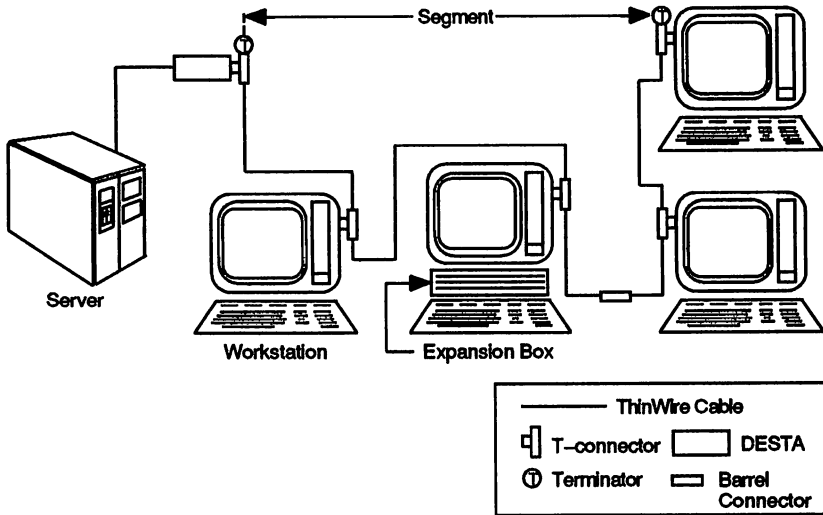 Segment
T
T
Server
Workstation
Expansion Box
ThinWire Cable
T-connector
DESTA
T
Terminator
Barrel
Connector